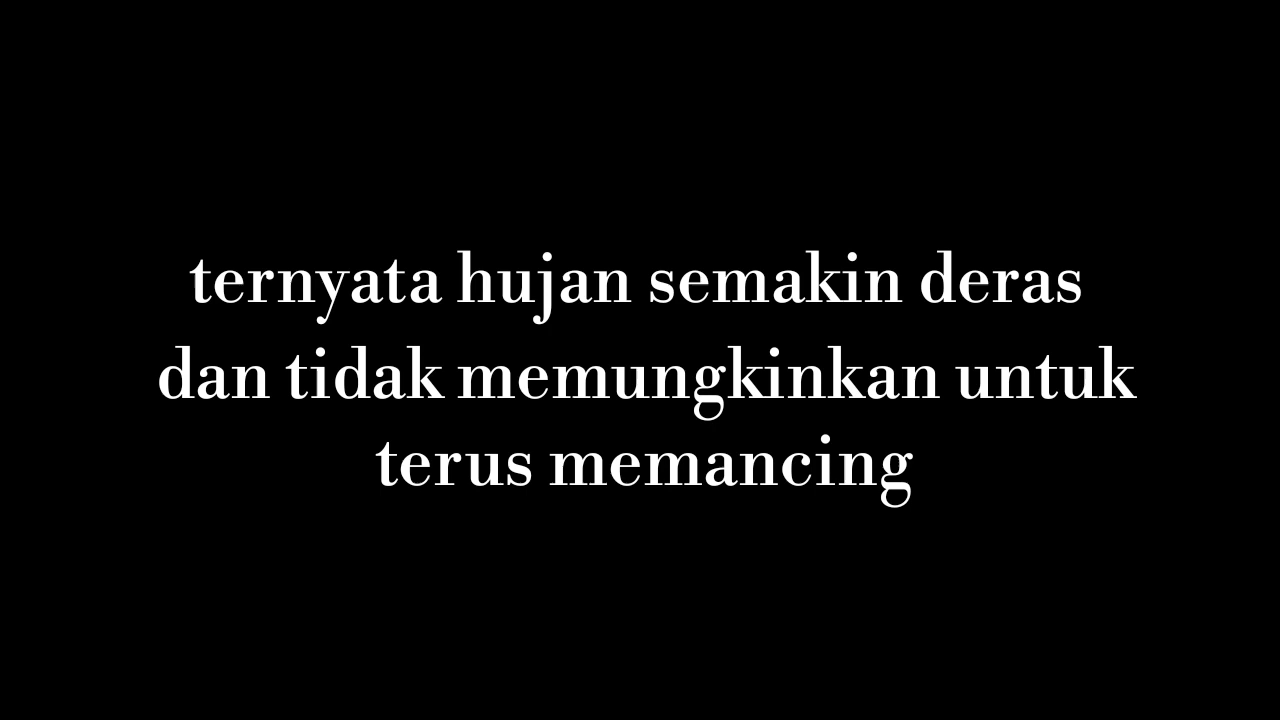 ternyata hujan semakin deras
dan tidak memungkinkan untuk
terus memancing